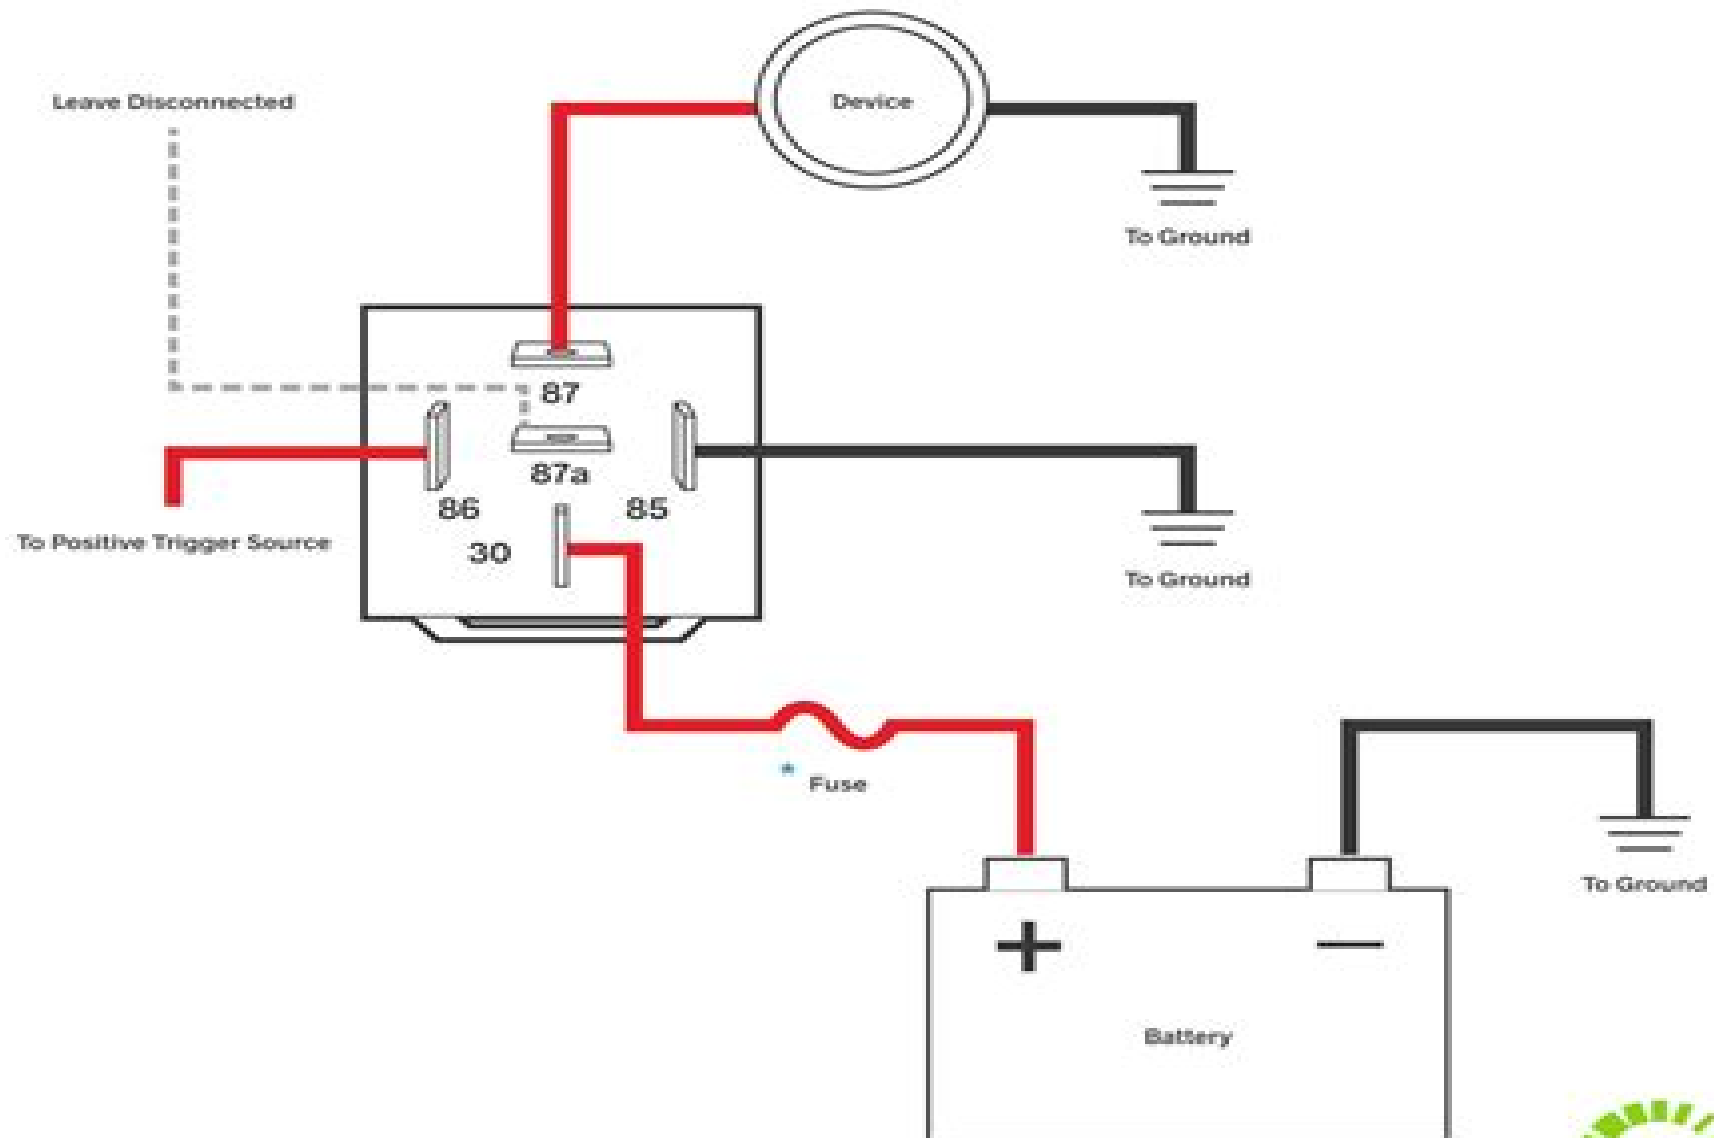 Leave Disconnected
Device
To Ground
87
87a
86
85
To Positive Trigger Source
30
To Ground
* Fuse
To Ground
+
—
Battery